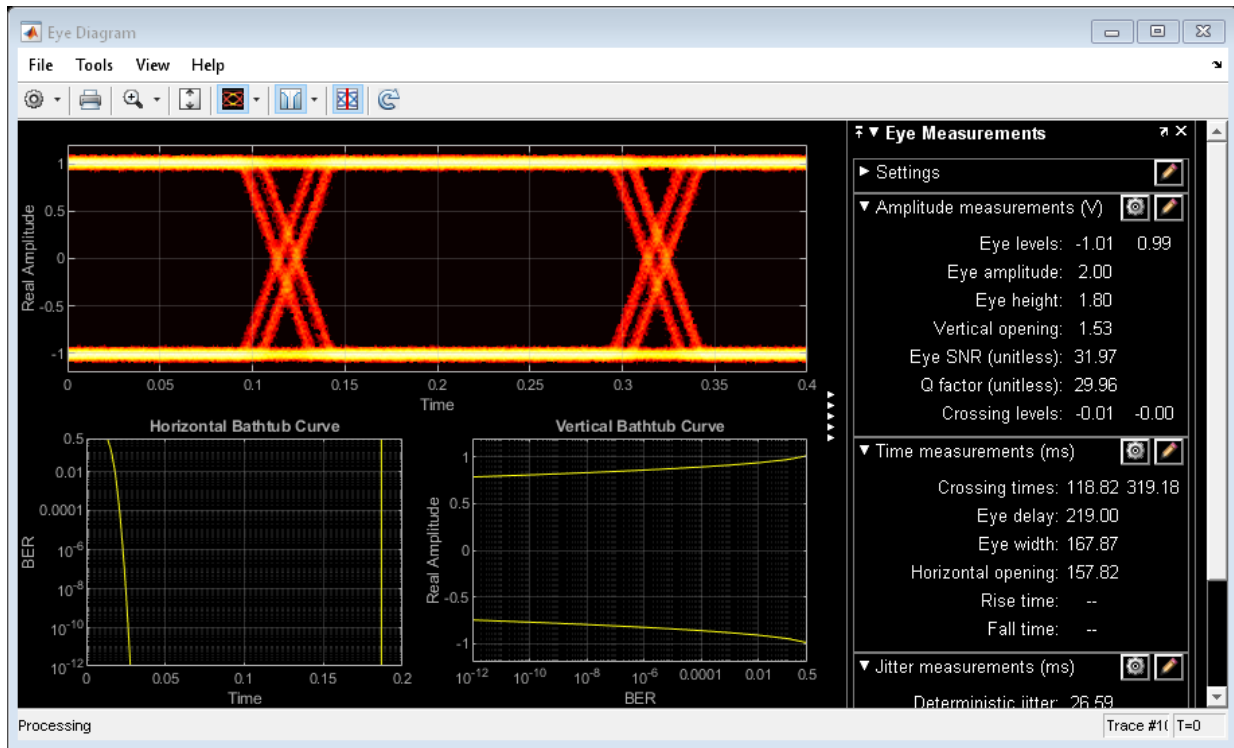 Eye Diagram
File Tools View Help
1
0.5
0
-0.5
-1
Real Amplitude
0 0.05 0.1 0.15 0.2 0.25 0.3 0.35 0.4
Time
Horizontal Bathtub Curve
0.5
0.01
0.0001
10^-6
10^-8
10^-10
10^-12
BER
0 0.05 0.1 0.15 0.2
Time
Vertical Bathtub Curve
1
0.5
0
-0.5
-1
Real Amplitude
10^-12 10^-10 10^-8 10^-6 0.0001 0.01 0.5
BER
Eye Measurements
Settings
Amplitude measurements (V)
Eye levels: -1.01 0.99
Eye amplitude: 2.00
Eye height: 1.80
Vertical opening: 1.53
Eye SNR (unitless): 31.97
Q factor (unitless): 29.96
Crossing levels: -0.01 -0.00
Time measurements (ms)
Crossing times: 118.82 319.18
Eye delay: 219.00
Eye width: 167.87
Horizontal opening: 157.82
Rise time: --
Fall time: --
Jitter measurements (ms)
Deterministic jitter: 26.59
Processing
Trace #1( T=0